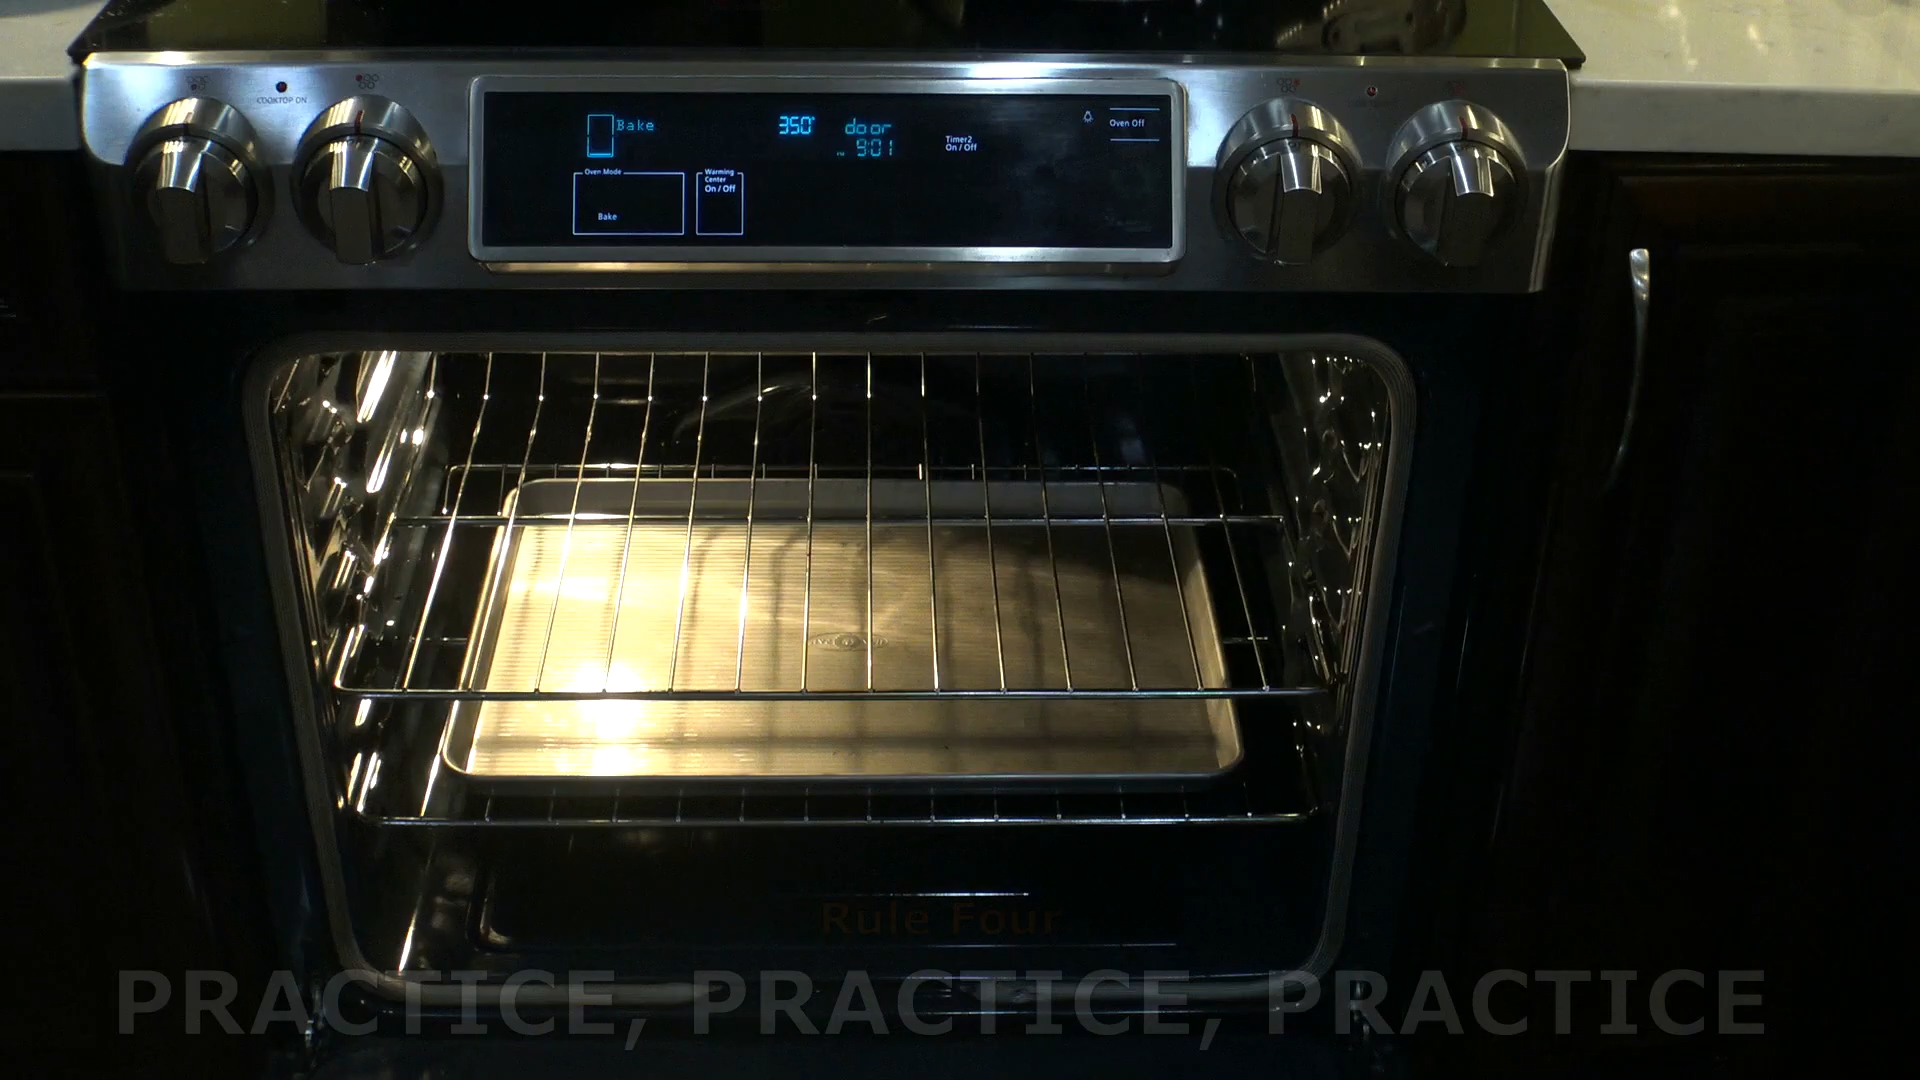 COOKTOP ON
Bake
350°
door
9:01
Timer2
On / Off
Oven Off
Oven Mode
Bake
Warming
Center
On / Off
Rule Four
PRACTICE, PRACTICE, PRACTICE